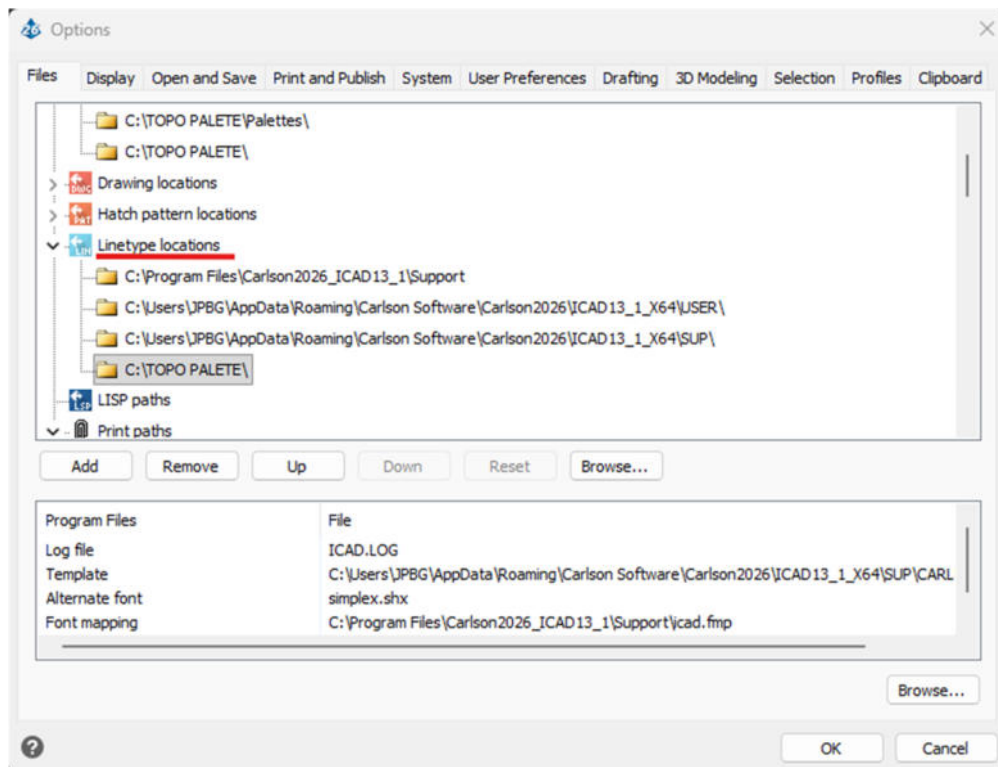 26 Options
Files Display Open and Save Print and Publish System User Preferences Drafting 3D Modeling Selection Profiles Clipboard
C:\TOPO PALETE\Palettes\
C:\TOPO PALETE\
DWG Drawing locations
PAT Hatch pattern locations
LIN Linetype locations
C:\Program Files\Carlson2026_ICAD13_1\Support
C:\Users\JPBG\AppData\Roaming\Carlson Software\Carlson2026\ICAD13_1_X64\USER\
C:\Users\JPBG\AppData\Roaming\Carlson Software\Carlson2026\ICAD13_1_X64\SUP\
C:\TOPO PALETE\
LSP LISP paths
Print paths
Add Remove Up Down Reset Browse...
Program Files File
Log file ICAD.LOG
Template C:\Users\JPBG\AppData\Roaming\Carlson Software\Carlson2026\ICAD13_1_X64\SUP\CARL
Alternate font simplex.shx
Font mapping C:\Program Files\Carlson2026_ICAD13_1\Support\icad.fmp
Browse...
? OK Cancel